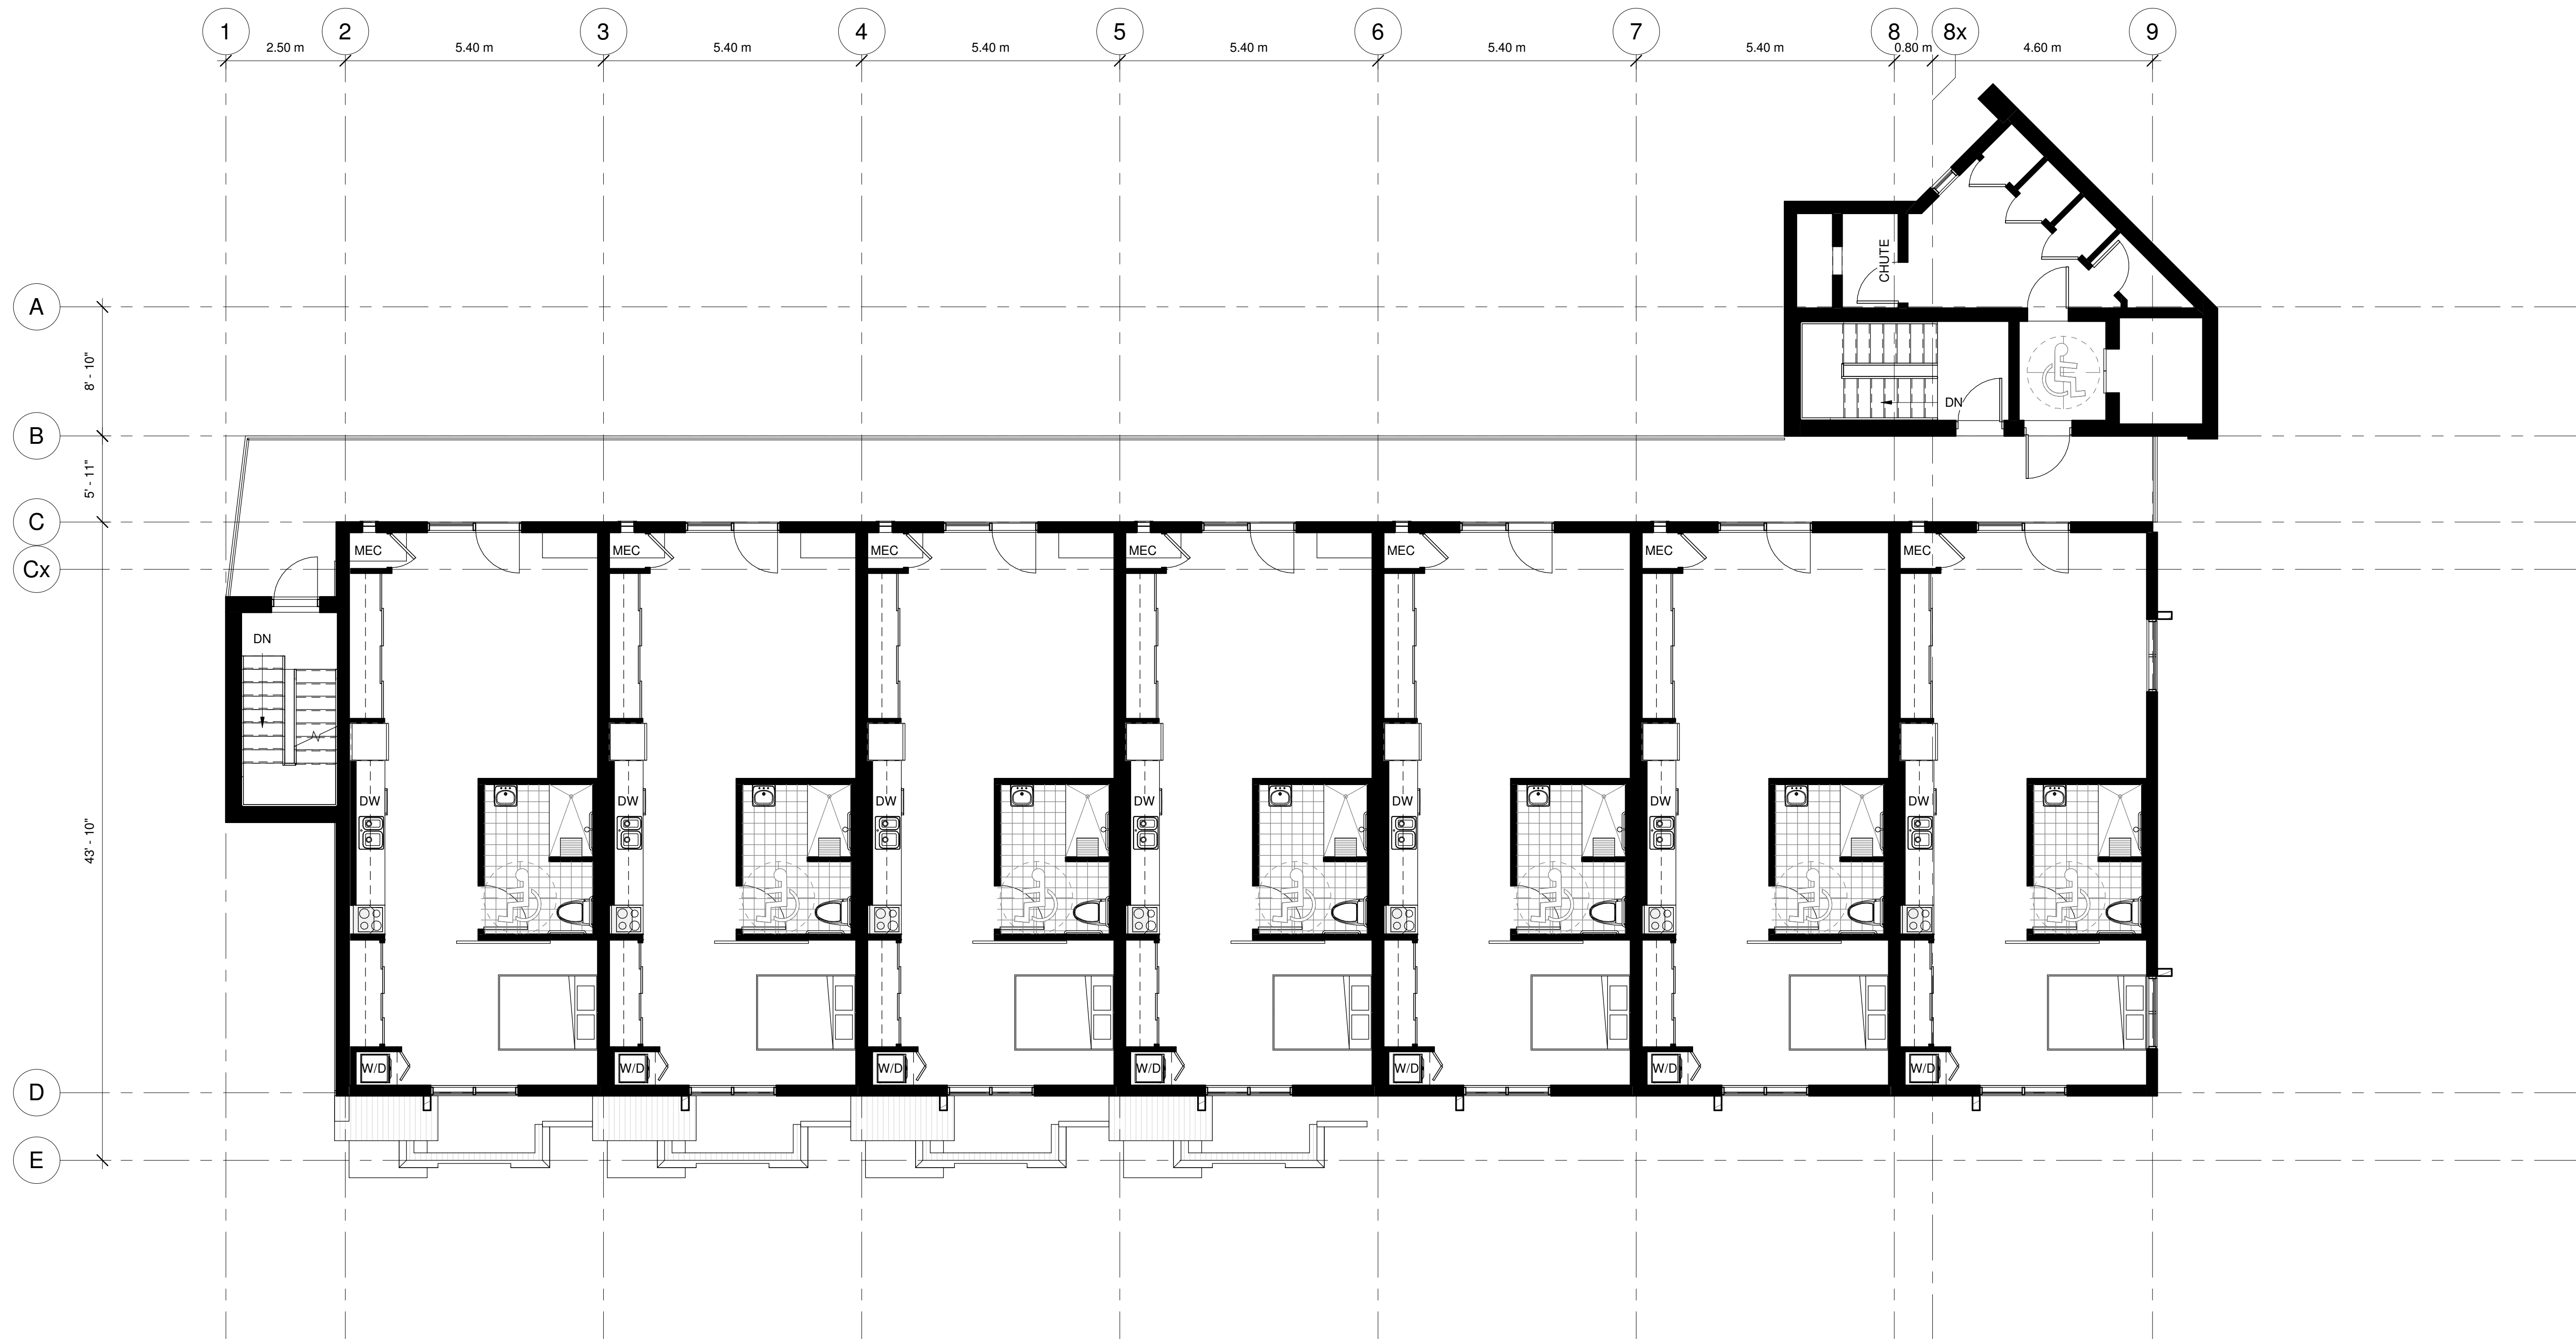 1 2 3 4 5 6 7 8 8x 9
2.50 m 5.40 m 5.40 m 5.40 m 5.40 m 5.40 m 5.40 m 0.80 m 4.60 m
CHUTE
A
8' - 10"
DN
B
5' - 11"
C
MEC MEC MEC MEC MEC MEC MEC
Cx
DN
DW DW DW DW DW DW DW
43' - 10"
W/D W/D W/D W/D W/D W/D W/D
D
E